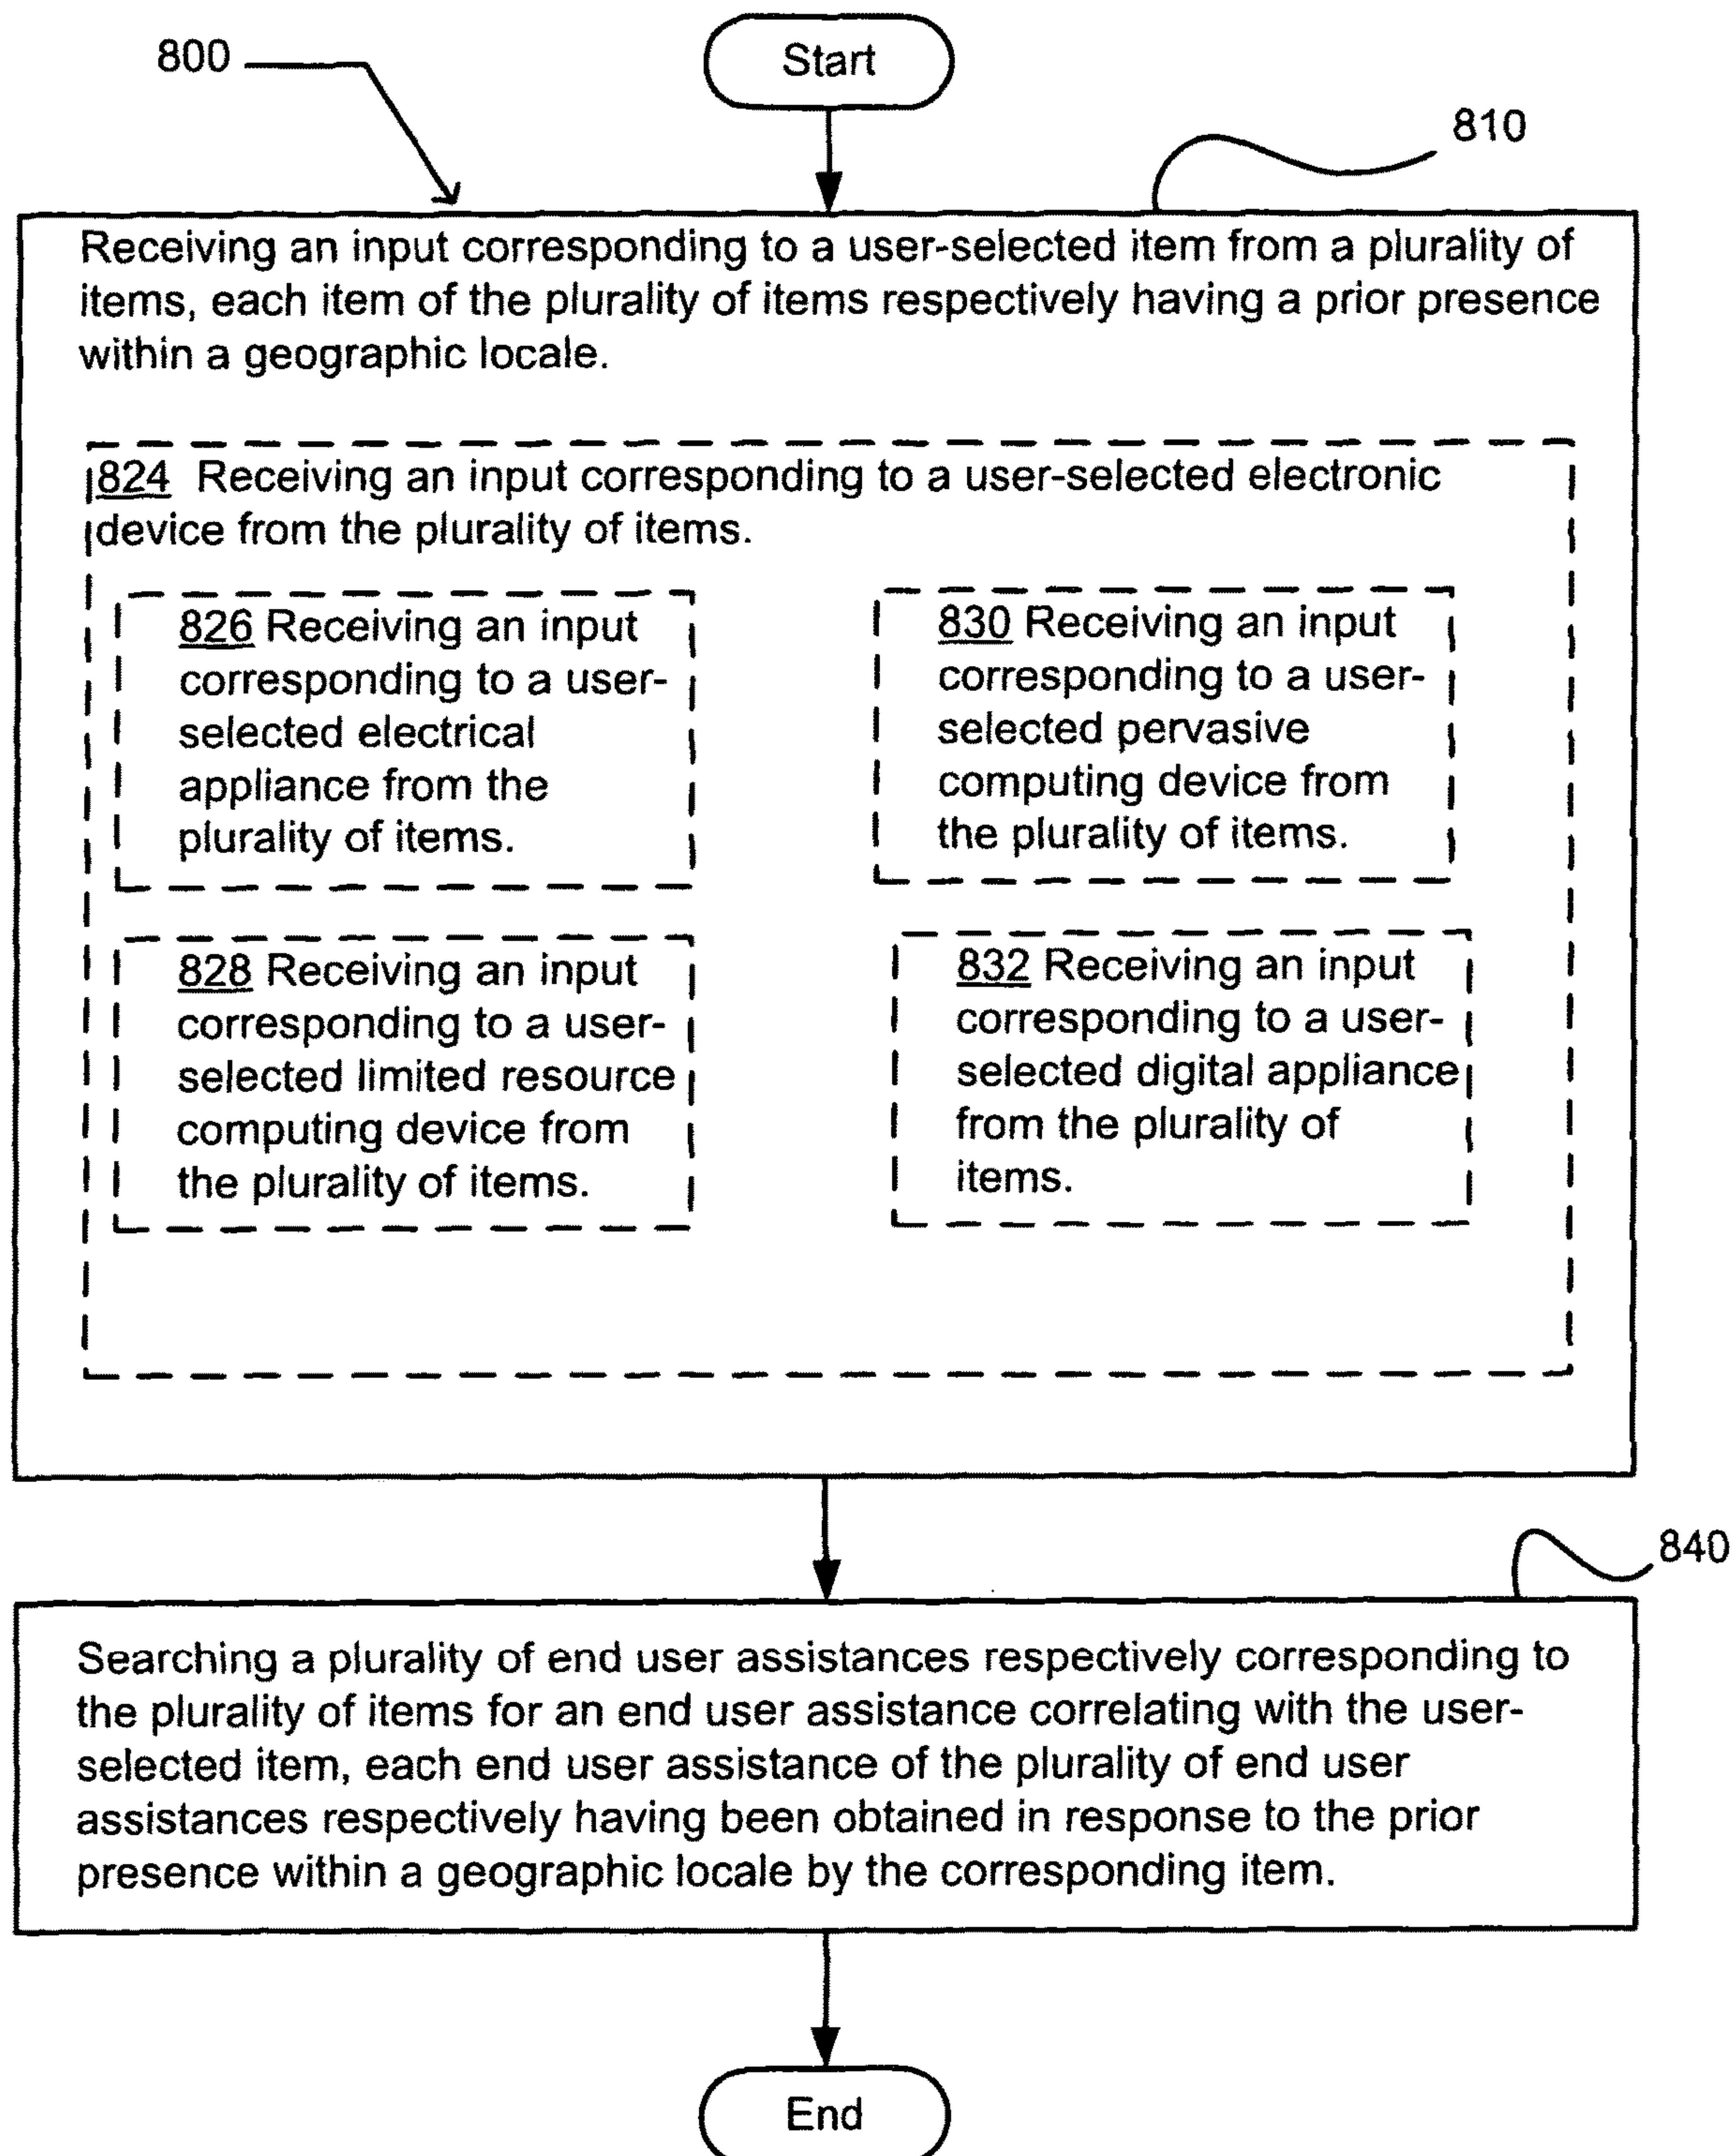 800
Start
810
Receiving an input corresponding to a user-selected item from a plurality of
items, each item of the plurality of items respectively having a prior presence
within a geographic locale.
824 Receiving an input corresponding to a user-selected electronic
device from the plurality of items.
826 Receiving an input
corresponding to a user-
selected electrical
appliance from the
plurality of items.
830 Receiving an input
corresponding to a user-
selected pervasive
computing device from
the plurality of items.
828 Receiving an input
corresponding to a user-
selected limited resource
computing device from
the plurality of items.
832 Receiving an input
corresponding to a user-
selected digital appliance
from the plurality of
items.
840
Searching a plurality of end user assistances respectively corresponding to
the plurality of items for an end user assistance correlating with the user-
selected item, each end user assistance of the plurality of end user
assistances respectively having been obtained in response to the prior
presence within a geographic locale by the corresponding item.
End